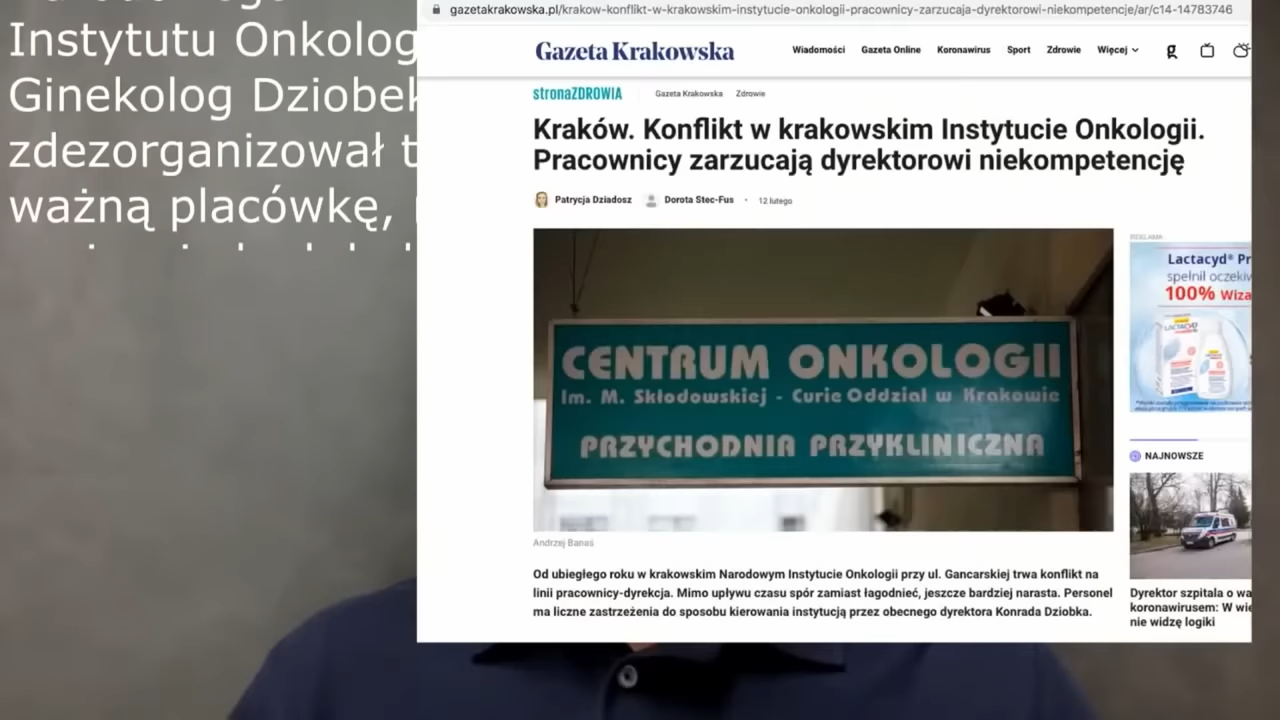 Instytutu Onkolog
Ginekolog Dziobek
zdezorganizował t
ważną placówkę,
gazetakrakowska.pl/krakow-konflikt-w-krakowskim-instytucie-onkologii-pracownicy-zarzucaja-dyrektorowi-niekompetencje/ar/c14-14783746
Gazeta Krakowska
Wiadomości Gazeta Online Koronawirus Sport Zdrowie Więcej
stronaZDROWIA Gazeta Krakowska Zdrowie
Kraków. Konflikt w krakowskim Instytucie Onkologii.
Pracownicy zarzucają dyrektorowi niekompetencję
Patrycja Dziadosz Dorota Stec-Fus • 12 lutego
CENTRUM ONKOLOGII
Im. M. Skłodowskiej - Curie Oddział w Krakowie
PRZYCHODNIA PRZYKLINICZNA
Andrzej Banaś
Od ubiegłego roku w krakowskim Narodowym Instytucie Onkologii przy ul. Gancarskiej trwa konflikt na
linii pracownicy-dyrekcja. Mimo upływu czasu spór zamiast łagodnieć, jeszcze bardziej narasta. Personel
ma liczne zastrzeżenia do sposobu kierowania instytucją przez obecnego dyrektora Konrada Dziobka.
REKLAMA
Lactacyd® Pr
spełnił oczekiw
100% Wiza
LACTACYD
NAJNOWSZE
Dyrektor szpitala o wa
koronawirusem: W wie
nie widzę logiki